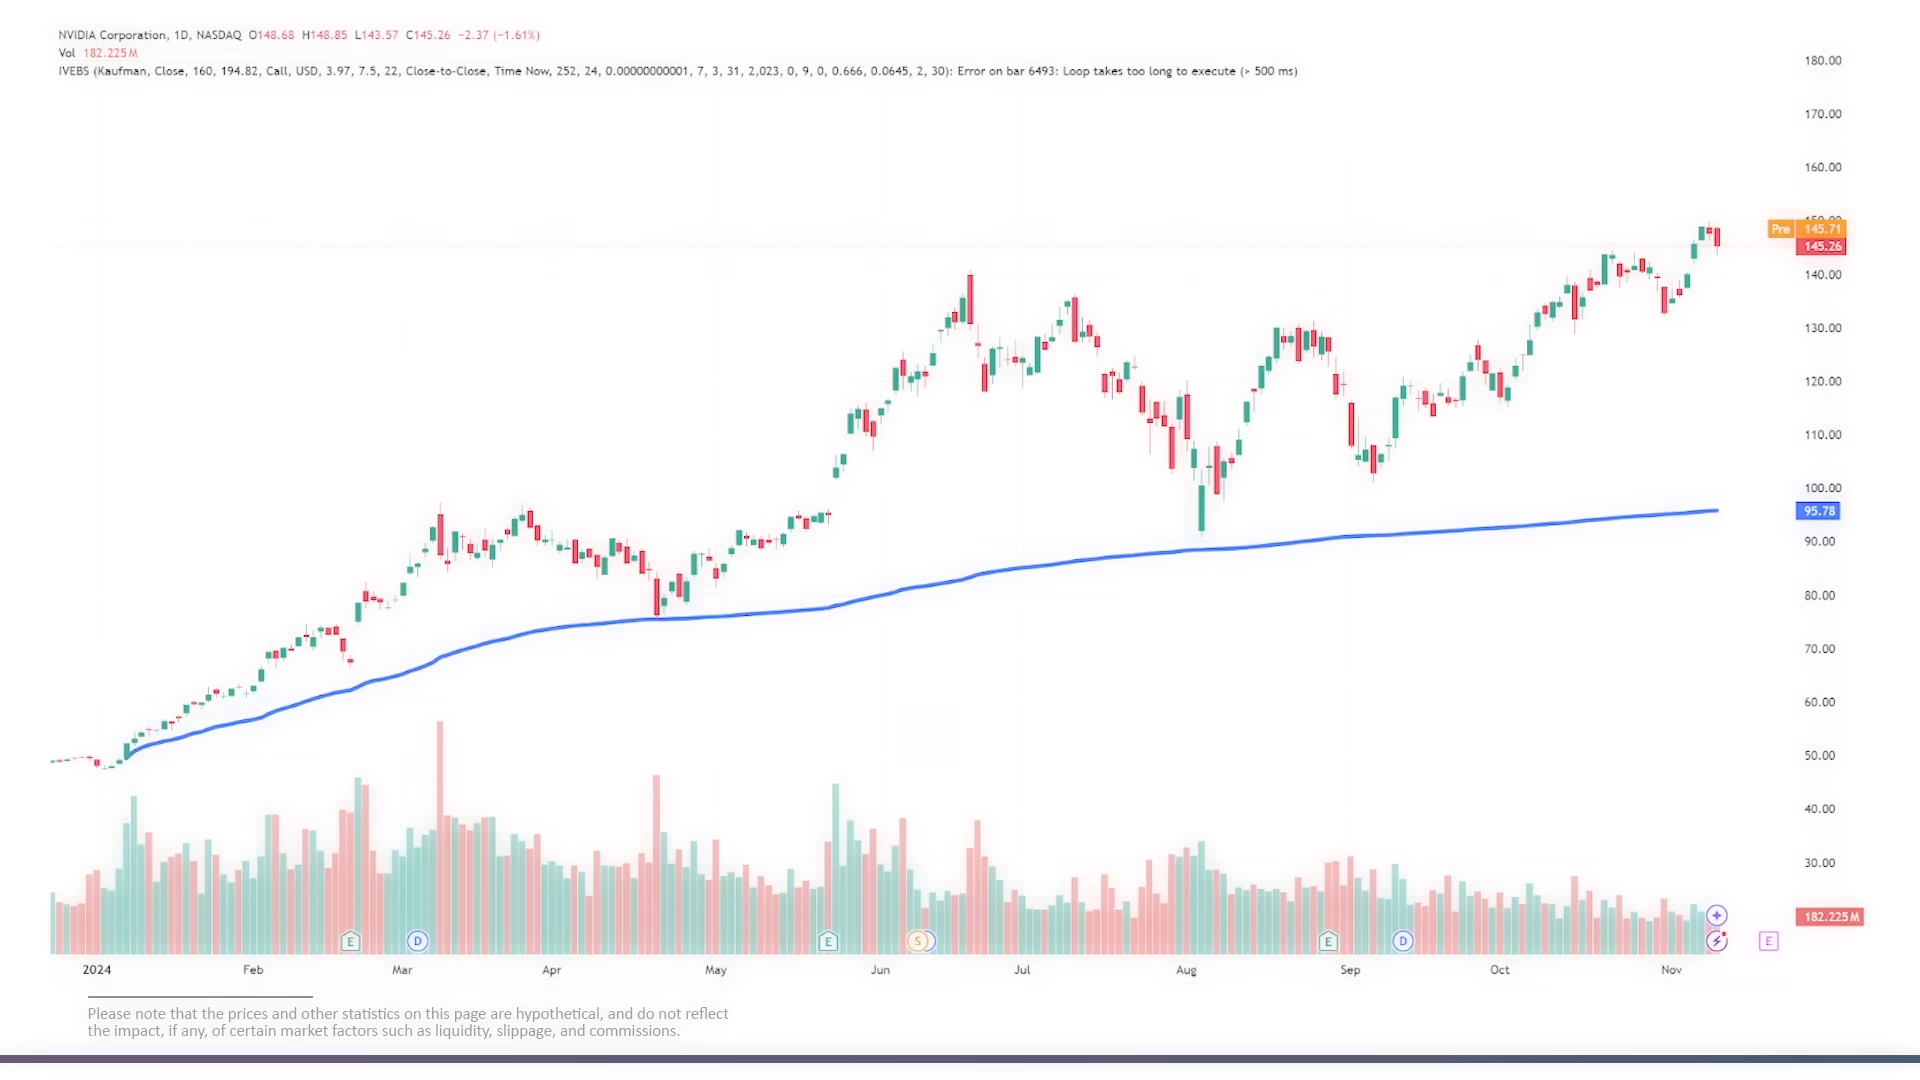 NVIDIA Corporation, 1D, NASDAQ O148.68 H148.85 L143.57 C145.26 −2.37 (−1.61%)
Vol 182.225 M
IVEBS (Kaufman, Close, 160, 194.82, Call, USD, 3.97, 7.5, 22, Close-to-Close, Time Now, 252, 24, 0.00000000001, 7, 3, 31, 2,023, 0, 9, 0, 0.666, 0.0645, 2, 30): Error on bar 6493: Loop takes too long to execute (> 500 ms)
180.00
170.00
160.00
150.00
Pre 145.71
145.26
140.00
130.00
120.00
110.00
100.00
95.78
90.00
80.00
70.00
60.00
50.00
40.00
30.00
182.225 M
E D E S D E D E
2024 Feb Mar Apr May Jun Jul Aug Sep Oct Nov
Please note that the prices and other statistics on this page are hypothetical, and do not reflect
the impact, if any, of certain market factors such as liquidity, slippage, and commissions.